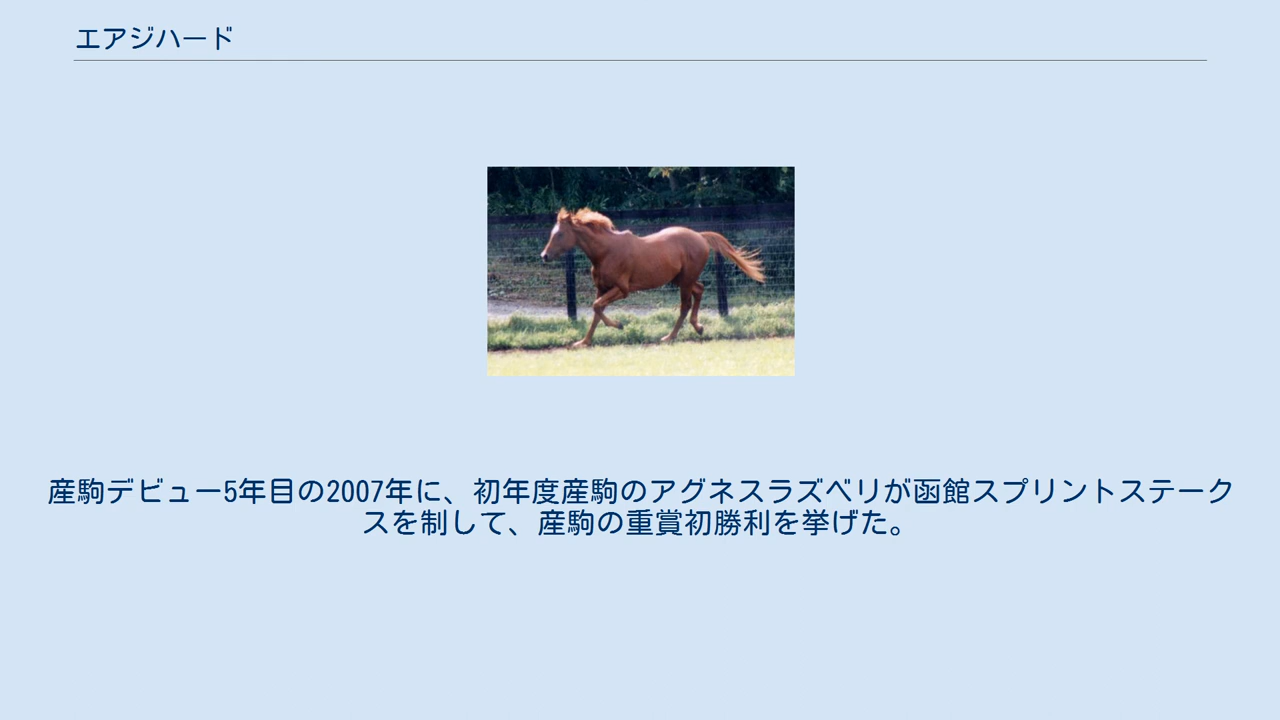 エアジハード
産駒デビュー5年目の2007年に、初年度産駒のアグネスラズベリが函館スプリントステーク
スを制して、産駒の重賞初勝利を挙げた。